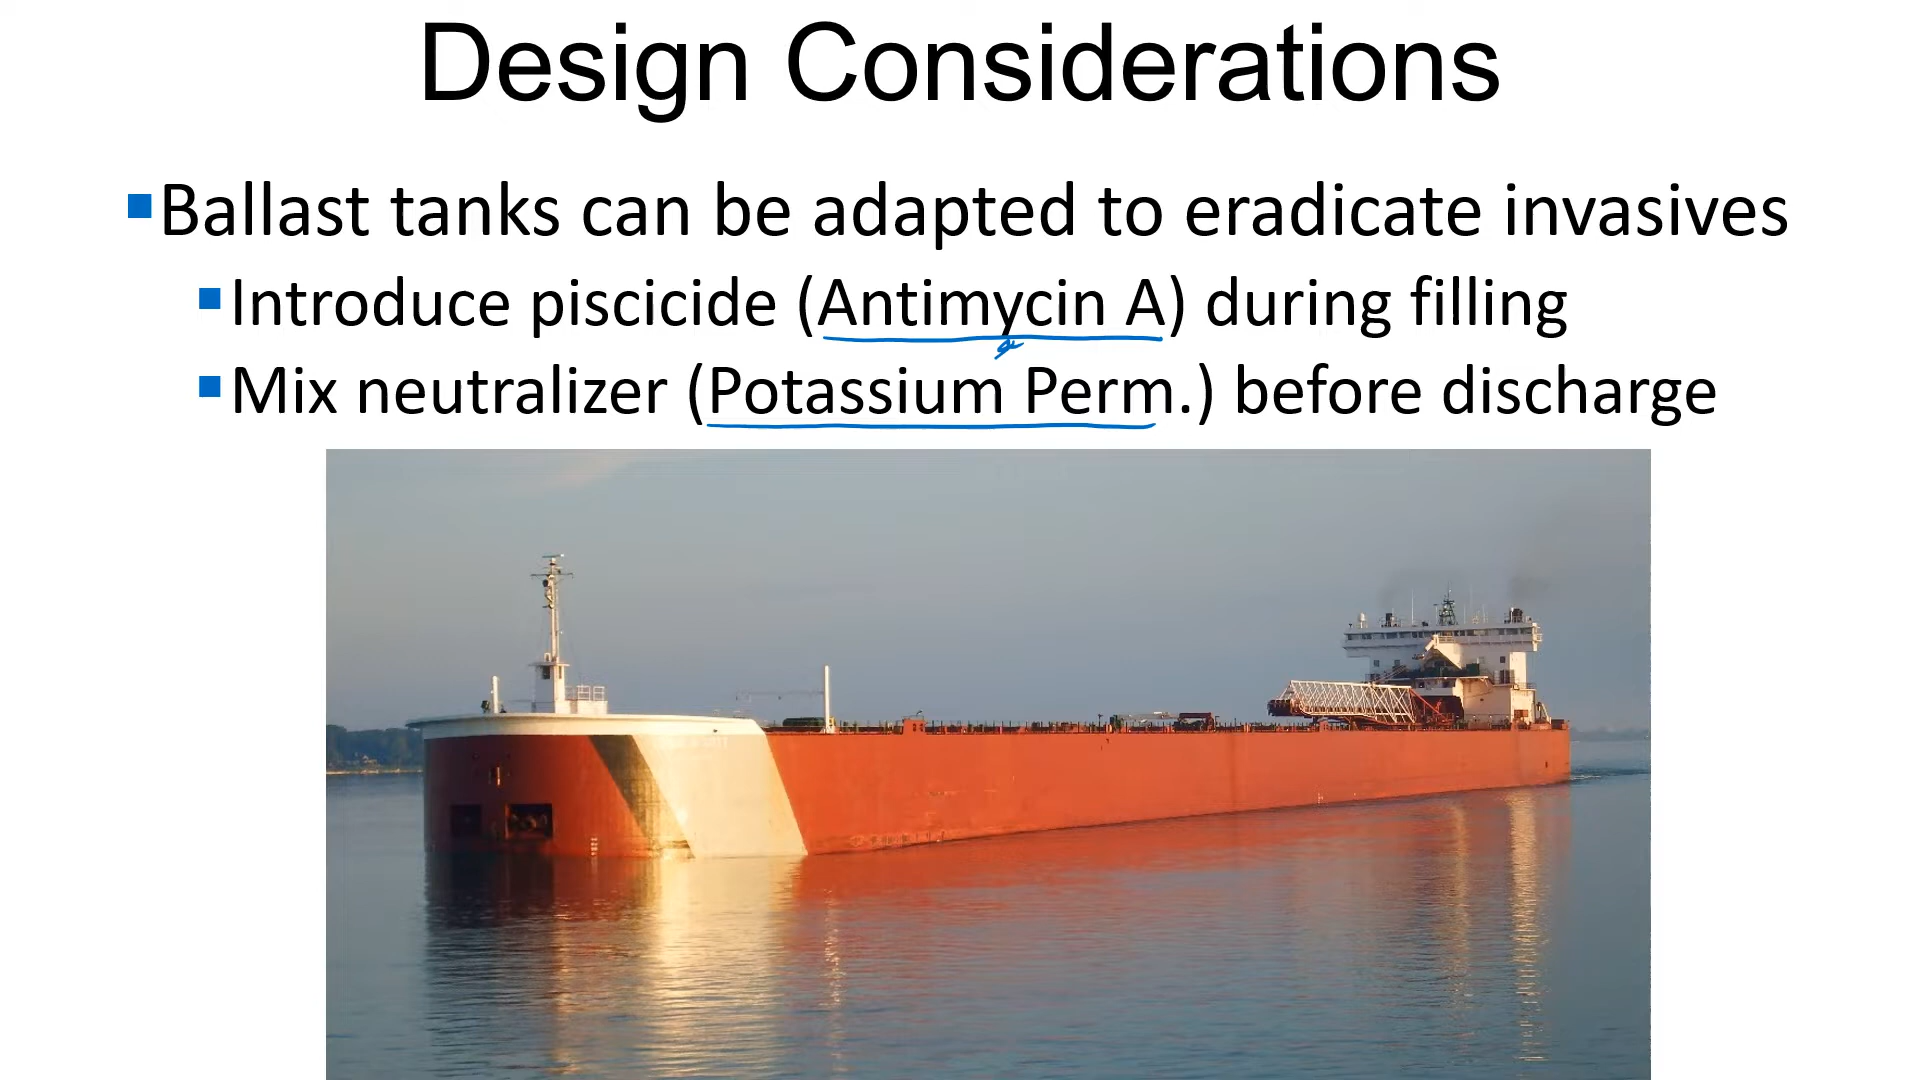 Design Considerations
Ballast tanks can be adapted to eradicate invasives
Introduce piscicide (Antimycin A) during filling
Mix neutralizer (Potassium Perm.) before discharge